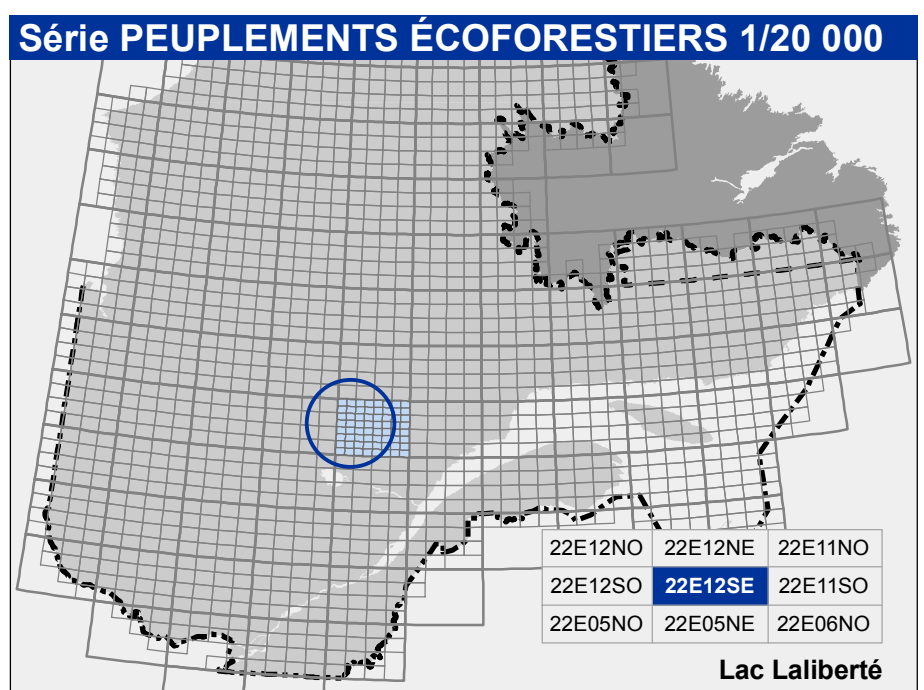 Série PEUPLEMENTS ÉCOFORESTIERS 1/20 000
22E12NO 22E12NE 22E11NO
22E12SO 22E12SE 22E11SO
22E05NO 22E05NE 22E06NO
Lac Laliberté